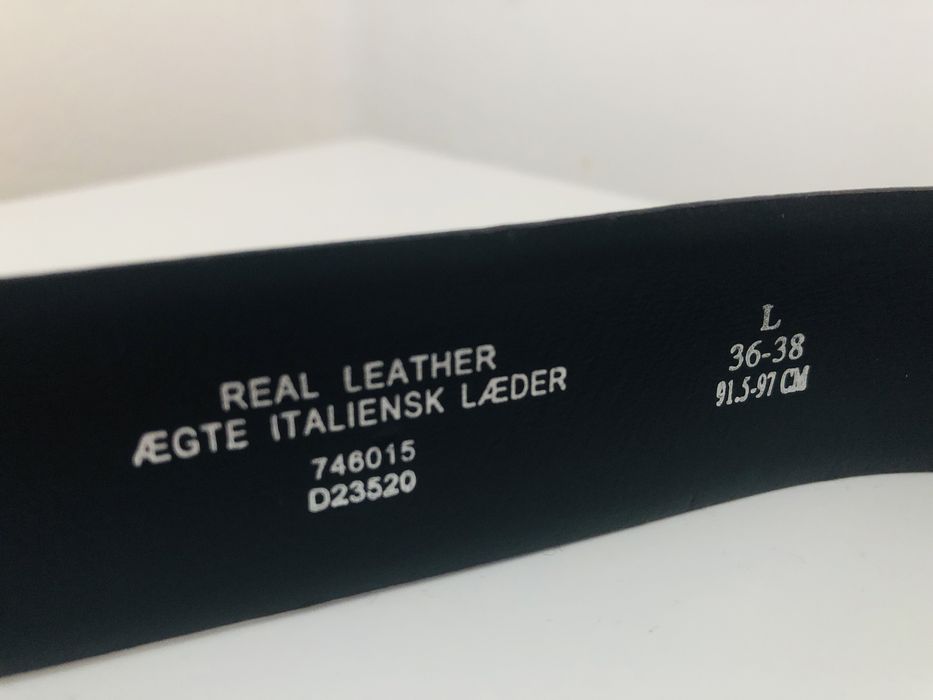 REAL LEATHER
ÆGTE ITALIENSK LÆDER
746015
D23520
L
36-38
91.5-97 CM